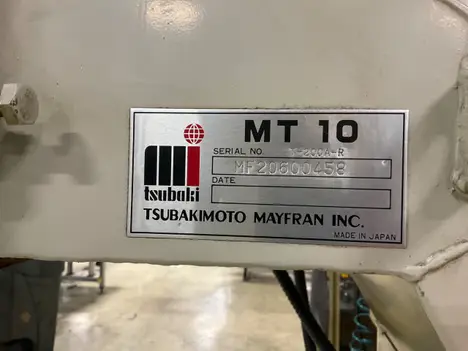 MT 10
SERIAL NO.
MF20600458
DATE
tsubaki
TSUBAKIMOTO MAYFRAN INC.
MADE IN JAPAN